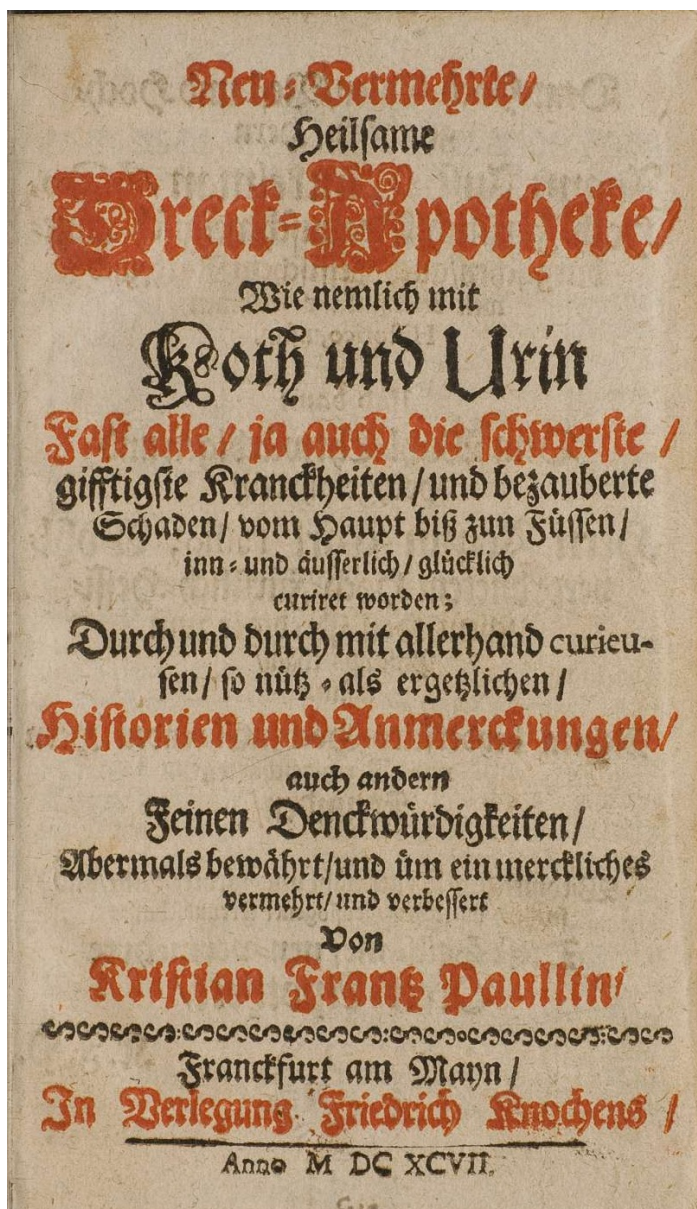 Neu-Vermehrte/
Heilsame
Dreck-Apotheke/
Wie nemlich mit
Koth und Urin
Fast alle/ ja auch die schwerste/
gifftigste Kranckheiten/ und bezauberte
Schaden/ vom Haupt biß zun Füssen/
inn- und äusserlich/ glücklich
curiret worden;
Durch und durch mit allerhand curieu-
sen/ so nütz- als ergetzlichen/
Historien und Anmerckungen/
auch andern
Feinen Denckwürdigkeiten/
Abermals bewährt/ und üm ein merckliches
vermehrt/ und verbessert
Von
Kristian Frantz Paullin/
Franckfurt am Mayn/
In Verlegung Friedrich Knochens/
Anno M DC XCVII.